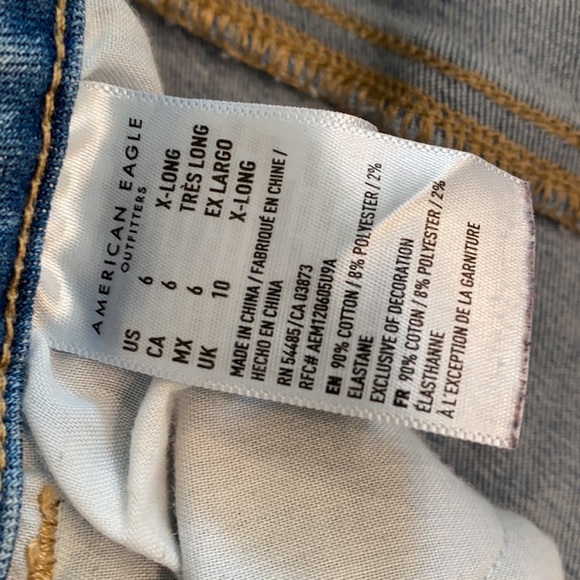 AMERICAN EAGLE
OUTFITTERS
US 6 X-LONG
CA 6 TRÈS LONG
MX 6 EX LARGO
UK 10 X-LONG
MADE IN CHINA / FABRIQUÉ EN CHINE /
HECHO EN CHINA
RN 54485/CA 03873
RFC# AEM120605U9A
EN 90% COTTON / 8% POLYESTER / 2%
ELASTANE
EXCLUSIVE OF DECORATION
FR 90% COTON / 8% POLYESTER / 2%
ÉLASTHANNE
À L'EXCEPTION DE LA GARNITURE